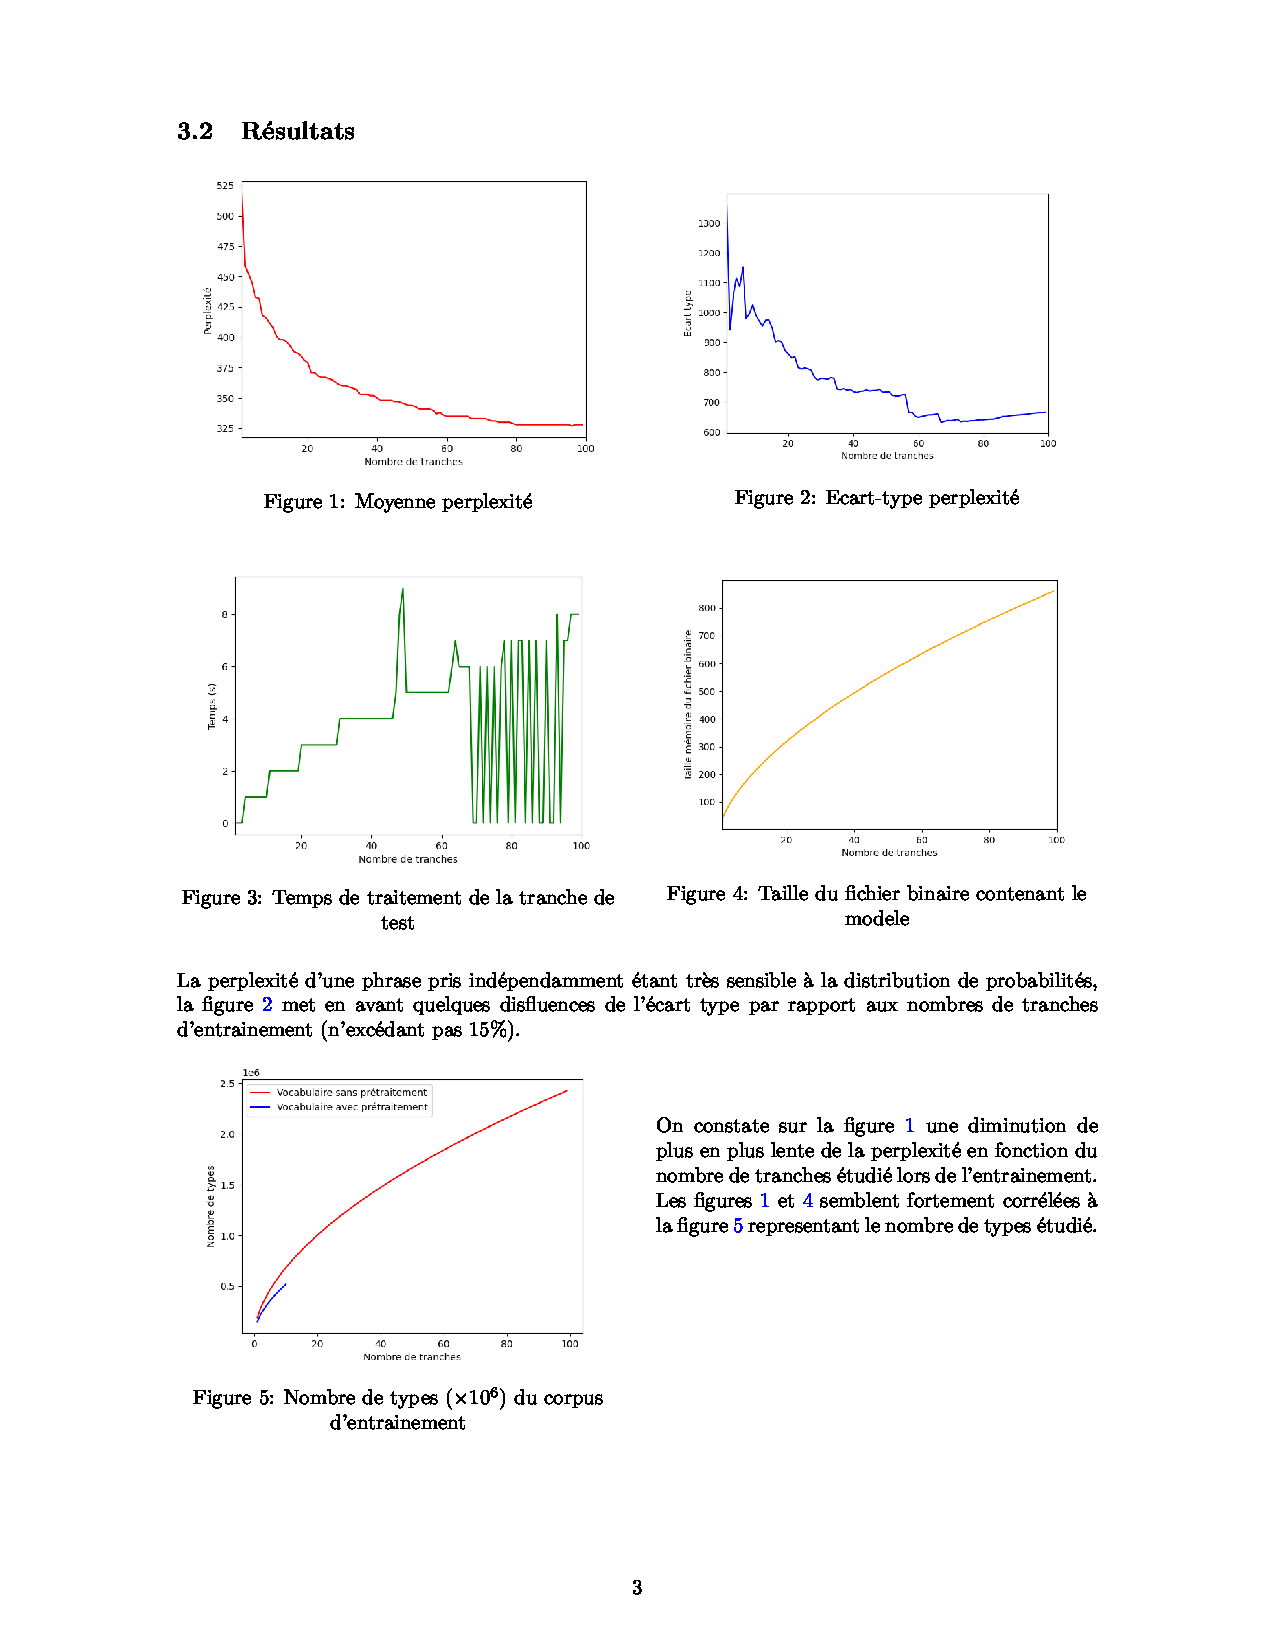 3.2 Résultats
525
500
475
450
425
400
375
350
325
Perplexité
20 40 60 80 100
Nombre de tranches
Figure 1: Moyenne perplexité
1300
1200
1100
1000
900
800
700
600
Ecart type
20 40 60 80 100
Nombre de tranches
Figure 2: Ecart-type perplexité
8
6
4
2
0
Temps (s)
20 40 60 80 100
Nombre de tranches
Figure 3: Temps de traitement de la tranche de
test
800
700
600
500
400
300
200
100
Taille mémoire du fichier binaire
20 40 60 80 100
Nombre de tranches
Figure 4: Taille du fichier binaire contenant le
modele
La perplexité d'une phrase pris indépendamment étant très sensible à la distribution de probabilités,
la figure 2 met en avant quelques disfluences de l'écart type par rapport aux nombres de tranches
d'entrainement (n'excédant pas 15%).
1e6
2.5
2.0
1.5
1.0
0.5
Nombre de types
Vocabulaire sans prétraitement
Vocabulaire avec prétraitement
0 20 40 60 80 100
Nombre de tranches
Figure 5: Nombre de types (×10⁶) du corpus
d'entrainement
On constate sur la figure 1 une diminution de
plus en plus lente de la perplexité en fonction du
nombre de tranches étudié lors de l'entrainement.
Les figures 1 et 4 semblent fortement corrélées à
la figure 5 representant le nombre de types étudié.
3